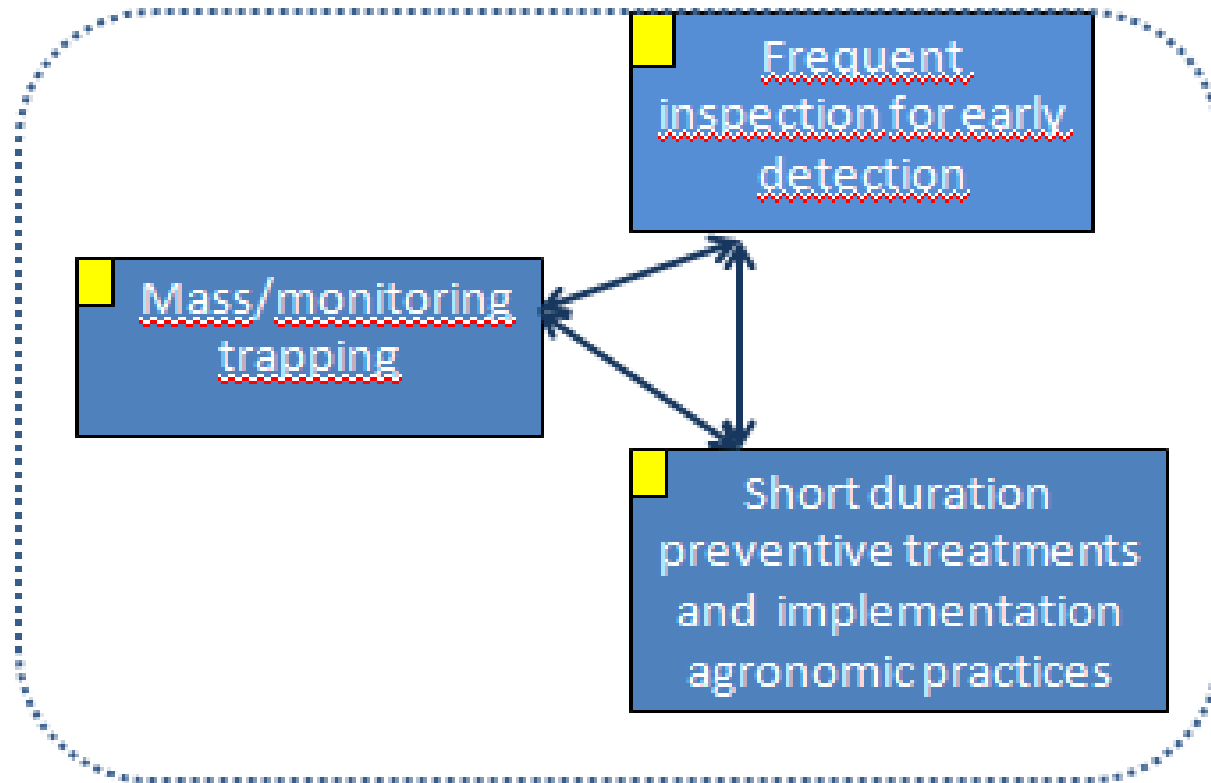 Frequent
inspection for early
detection
Mass/monitoring
trapping
Short duration
preventive treatments
and implementation
agronomic practices